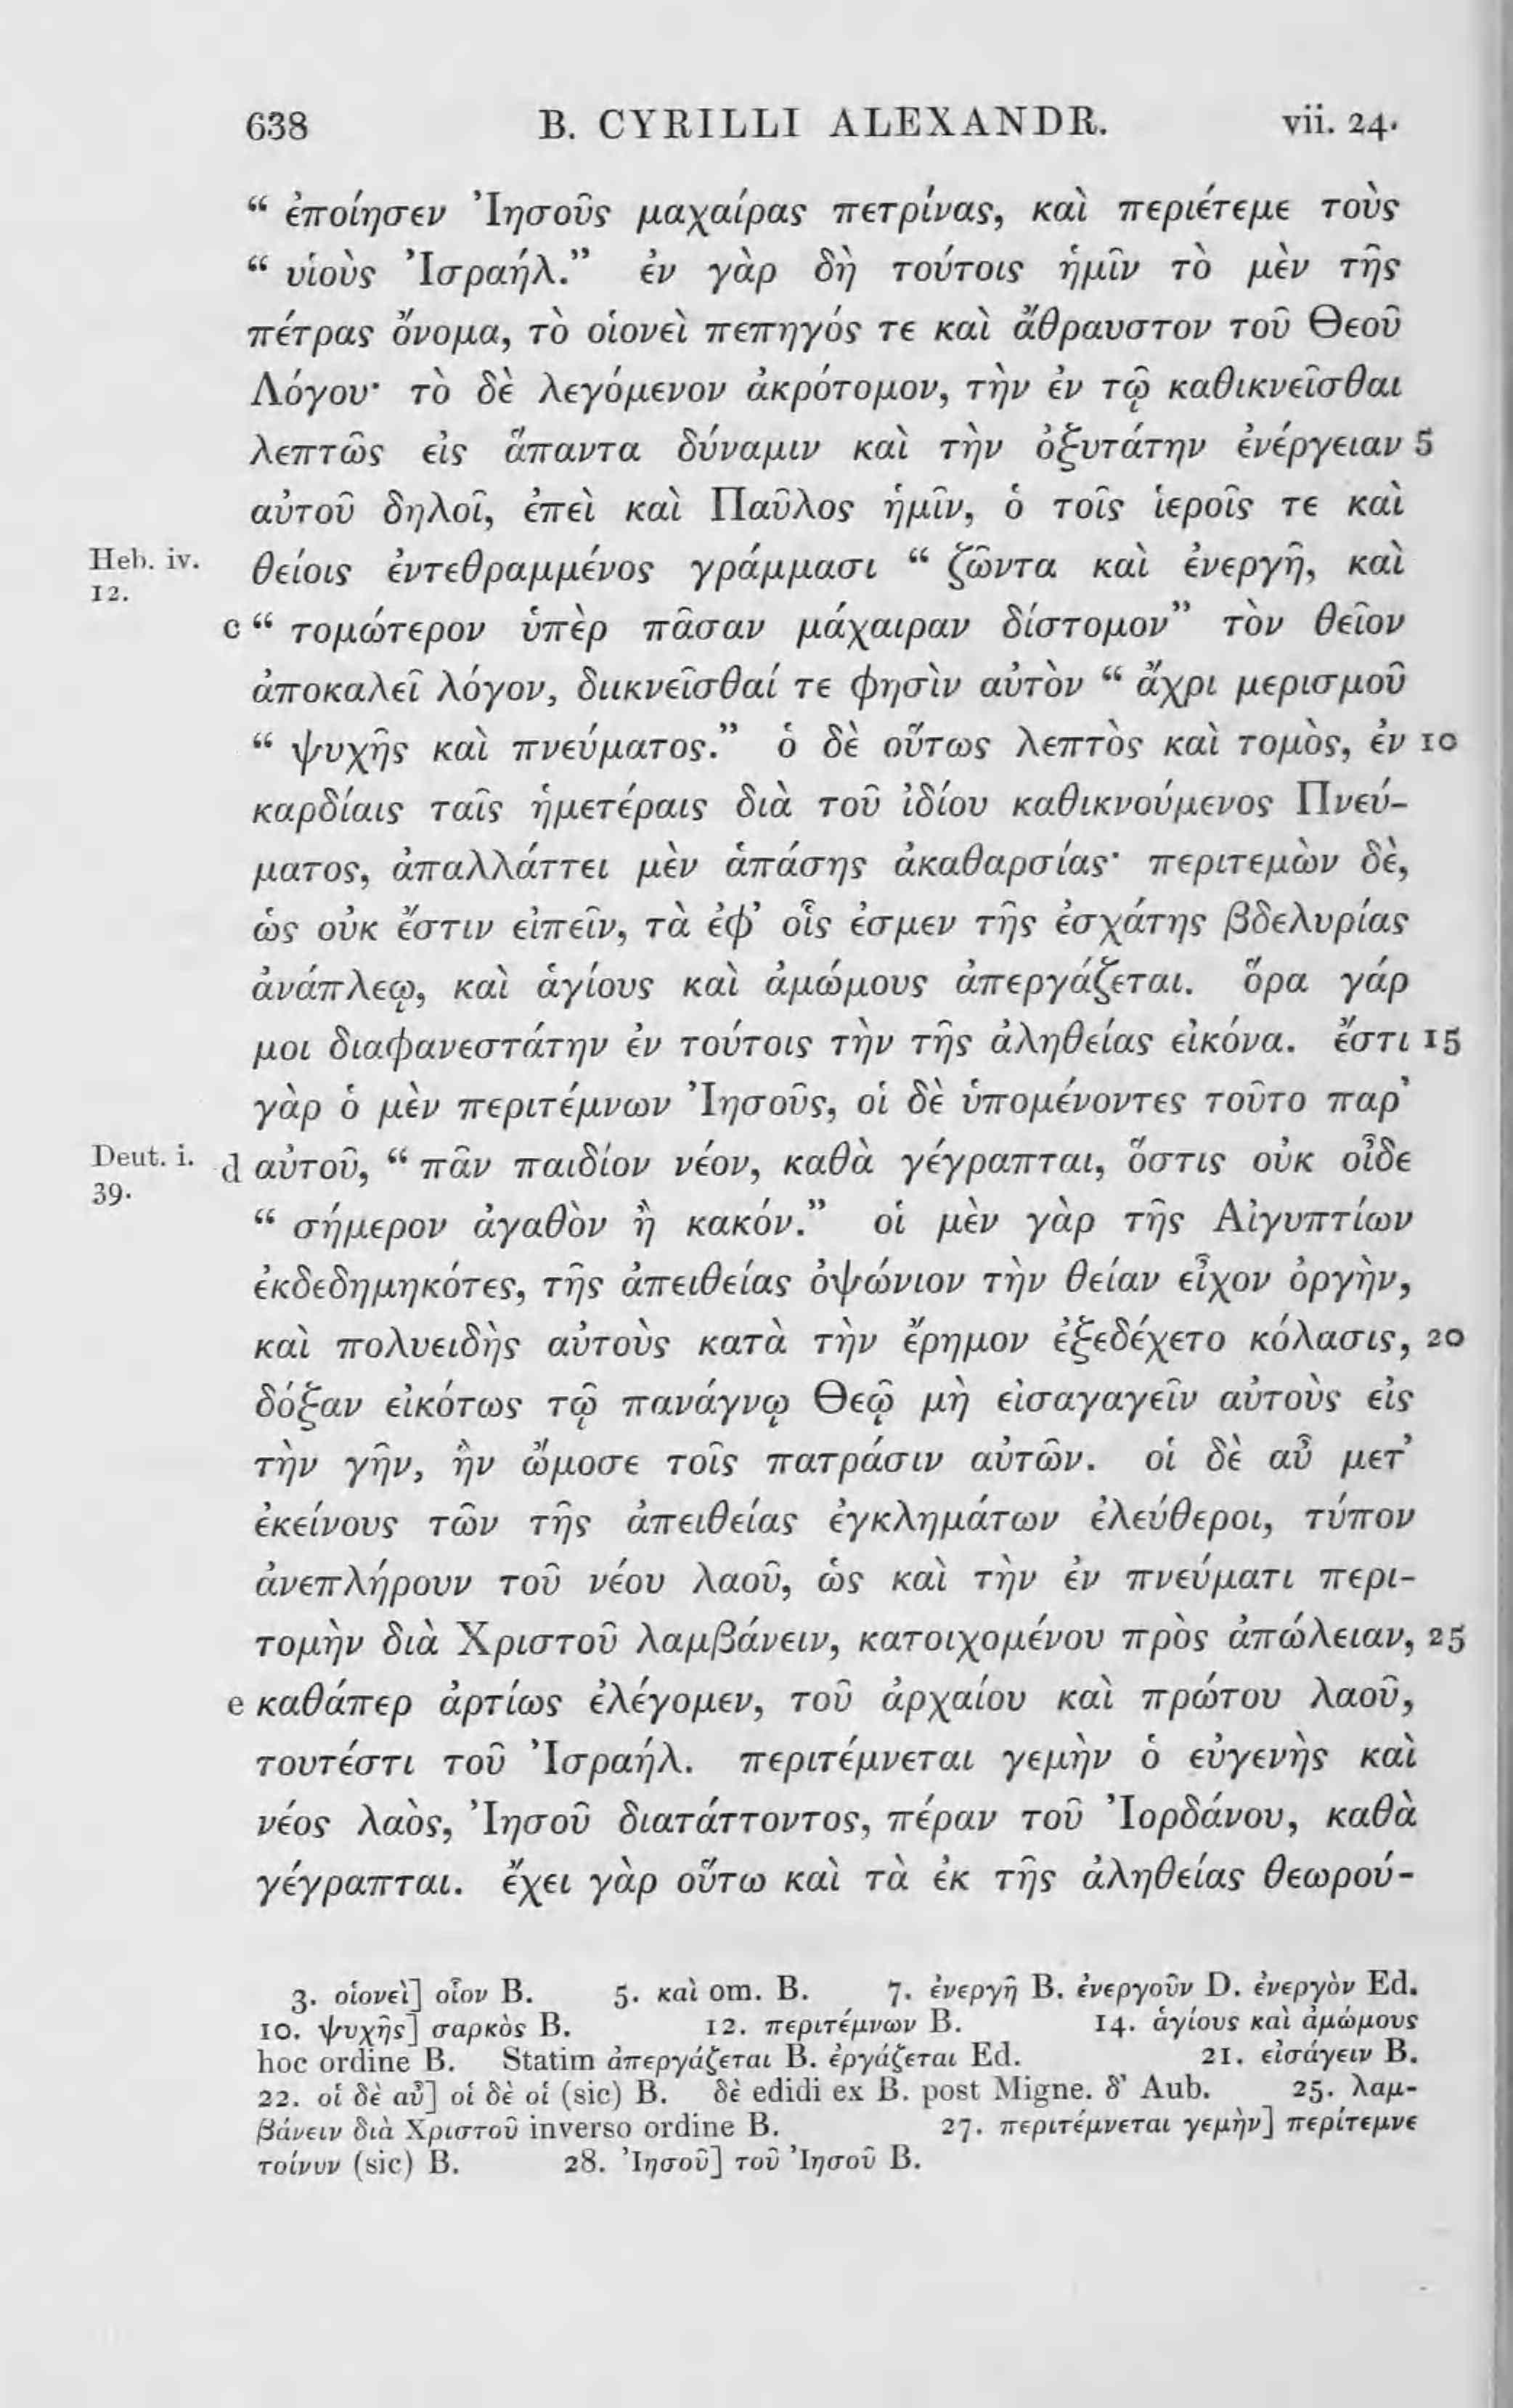 638 B. CYRILLI ALEXANDR. vii. 24.
“ ἐποίησεν Ἰησοῦς μαχαίρας πετρίνας, καὶ περιέτεμε τοὺς
“ υἱοὺς Ἰσραήλ.” ἐν γὰρ δὴ τούτοις ἡμῖν τὸ μὲν τῆς
πέτρας ὄνομα, τὸ οἱονεὶ πεπηγός τε καὶ ἄθραυστον τοῦ Θεοῦ
Λόγου· τὸ δὲ λεγόμενον ἀκρότομον, τὴν ἐν τῷ καθικνεῖσθαι
λεπτῶς εἰς ἅπαντα δύναμιν καὶ τὴν ὀξυτάτην ἐνέργειαν 5
αὐτοῦ δηλοῖ, ἐπεὶ καὶ Παῦλος ἡμῖν, ὁ τοῖς ἱεροῖς τε καὶ
Heb. iv. θείοις ἐντεθραμμένος γράμμασι “ ζῶντα καὶ ἐνεργῆ, καὶ
12.
c “ τομώτερον ὑπὲρ πᾶσαν μάχαιραν δίστομον” τὸν θεῖον
ἀποκαλεῖ λόγον, διικνεῖσθαί τε φησὶν αὐτὸν “ ἄχρι μερισμοῦ
“ ψυχῆς καὶ πνεύματος.” ὁ δὲ οὕτως λεπτὸς καὶ τομὸς, ἐν 10
καρδίαις ταῖς ἡμετέραις διὰ τοῦ ἰδίου καθικνούμενος Πνεύ-
ματος, ἀπαλλάττει μὲν ἁπάσης ἀκαθαρσίας· περιτεμὼν δὲ,
ὡς οὐκ ἔστιν εἰπεῖν, τὰ ἐφ’ οἷς ἐσμεν τῆς ἐσχάτης βδελυρίας
ἀνάπλεῳ, καὶ ἁγίους καὶ ἀμώμους ἀπεργάζεται. ὅρα γάρ
μοι διαφανεστάτην ἐν τούτοις τὴν τῆς ἀληθείας εἰκόνα. ἔστι 15
γὰρ ὁ μὲν περιτέμνων Ἰησοῦς, οἱ δὲ ὑπομένοντες τοῦτο παρ’
Deut. i. d αὐτοῦ, “ πᾶν παιδίον νέον, καθὰ γέγραπται, ὅστις οὐκ οἶδε
39.
“ σήμερον ἀγαθὸν ἢ κακόν.” οἱ μὲν γὰρ τῆς Αἰγυπτίων
ἐκδεδημηκότες, τῆς ἀπειθείας ὀψώνιον τὴν θείαν εἶχον ὀργὴν,
καὶ πολυειδὴς αὐτοὺς κατὰ τὴν ἔρημον ἐξεδέχετο κόλασις, 20
δόξαν εἰκότως τῷ πανάγνῳ Θεῷ μὴ εἰσαγαγεῖν αὐτοὺς εἰς
τὴν γῆν, ἣν ὤμοσε τοῖς πατράσιν αὐτῶν. οἱ δὲ αὖ μετ’
ἐκείνους τῶν τῆς ἀπειθείας ἐγκλημάτων ἐλεύθεροι, τύπον
ἀνεπλήρουν τοῦ νέου λαοῦ, ὡς καὶ τὴν ἐν πνεύματι περι-
τομὴν διὰ Χριστοῦ λαμβάνειν, κατοιχομένου πρὸς ἀπώλειαν, 25
e καθάπερ ἀρτίως ἐλέγομεν, τοῦ ἀρχαίου καὶ πρώτου λαοῦ,
τουτέστι τοῦ Ἰσραήλ. περιτέμνεται γεμὴν ὁ εὐγενὴς καὶ
νέος λαὸς, Ἰησοῦ διατάττοντος, πέραν τοῦ Ἰορδάνου, καθὰ
γέγραπται. ἔχει γὰρ οὕτω καὶ τὰ ἐκ τῆς ἀληθείας θεωρού-
3. οἱονεὶ] οἷον B. 5. καὶ om. B. 7. ἐνεργῆ B. ἐνεργοῦν D. ἐνεργὸν Ed.
10. ψυχῆς] σαρκὸς B. 12. περιτέμνων B. 14. ἁγίους καὶ ἀμώμους
hoc ordine B. Statim ἀπεργάζεται B. ἐργάζεται Ed. 21. εἰσάγειν B.
22. οἱ δὲ αὖ] οἱ δὲ οἱ (sic) B. δὲ edidi ex B. post Migne. δ’ Aub. 25. λαμ-
βάνειν διὰ Χριστοῦ inverso ordine B. 27. περιτέμνεται γεμὴν] περίτεμνε
τοίνυν (sic) B. 28. Ἰησοῦ] τοῦ Ἰησοῦ B.